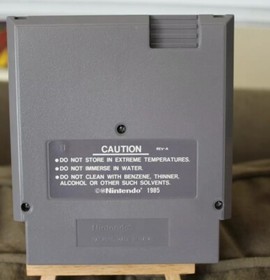 CAUTION REV-A
• DO NOT STORE IN EXTREME TEMPERATURES.
• DO NOT IMMERSE IN WATER.
• DO NOT CLEAN WITH BENZENE, THINNER,
ALCOHOL OR OTHER SUCH SOLVENTS.
©®Nintendo 1985